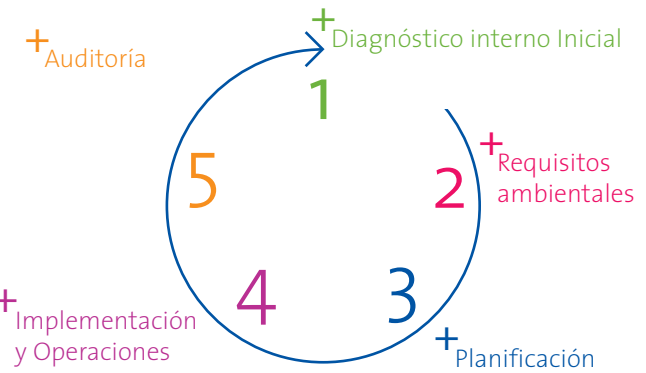 +Diagnóstico interno Inicial
1
+Requisitos
ambientales
2
+Planificación
3
+Implementación
y Operaciones
4
+Auditoría
5